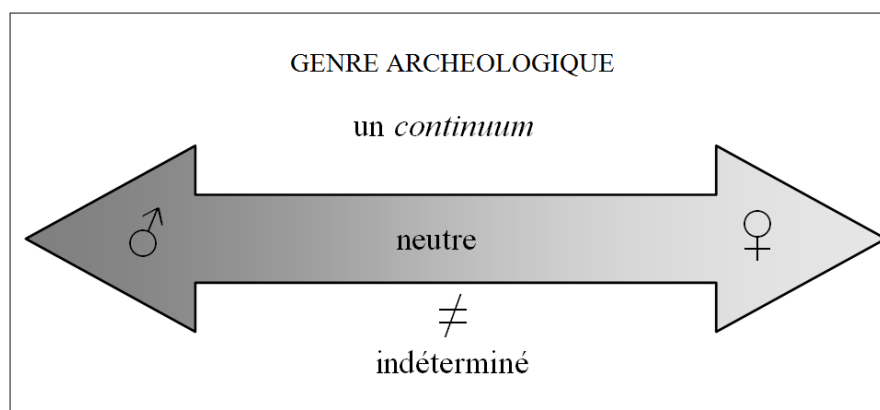 GENRE ARCHEOLOGIQUE
un continuum
♂ neutre ♀
≠
indéterminé